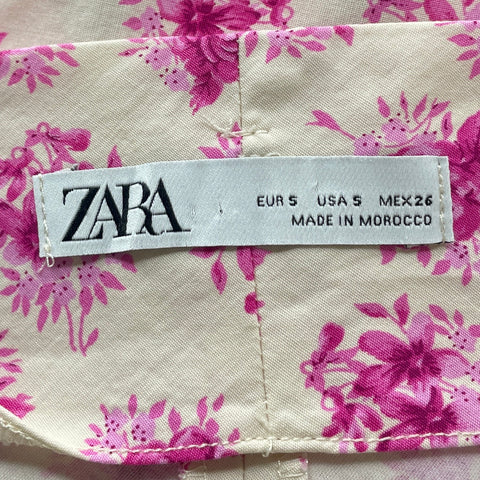 ZARA
EUR S  USA S  MEX 26
MADE IN MOROCCO